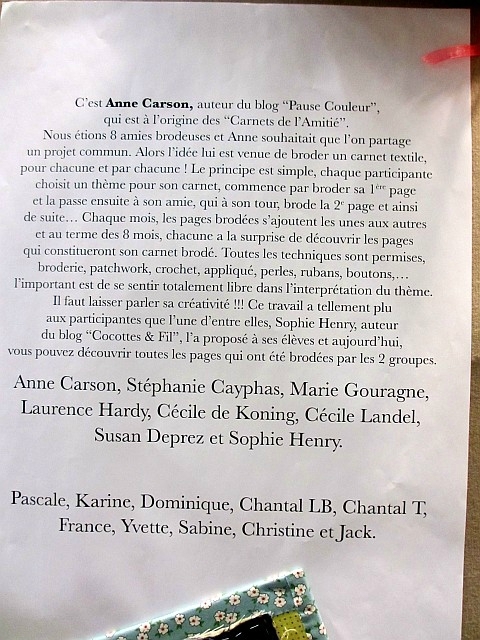 C'est Anne Carson, auteur du blog "Pause Couleur",
qui est à l'origine des "Carnets de l'Amitié".
Nous étions 8 amies brodeuses et Anne souhaitait que l'on partage
un projet commun. Alors l'idée lui est venue de broder un carnet textile,
pour chacune et par chacune ! Le principe est simple, chaque participante
choisit un thème pour son carnet, commence par broder sa 1ère page
et la passe ensuite à son amie, qui à son tour, brode la 2e page et ainsi
de suite... Chaque mois, les pages brodées s'ajoutent les unes aux autres
et au terme des 8 mois, chacune a la surprise de découvrir les pages
qui constitueront son carnet brodé. Toutes les techniques sont permises,
broderie, patchwork, crochet, appliqué, perles, rubans, boutons,...
l'important est de se sentir totalement libre dans l'interprétation du thème.
Il faut laisser parler sa créativité !!! Ce travail a tellement plu
aux participantes que l'une d'entre elles, Sophie Henry, auteur
du blog "Cocottes & Fil", l'a proposé à ses élèves et aujourd'hui,
vous pouvez découvrir toutes les pages qui ont été brodées par les 2 groupes.
Anne Carson, Stéphanie Cayphas, Marie Gouragne,
Laurence Hardy, Cécile de Koning, Cécile Landel,
Susan Deprez et Sophie Henry.
Pascale, Karine, Dominique, Chantal LB, Chantal T,
France, Yvette, Sabine, Christine et Jack.